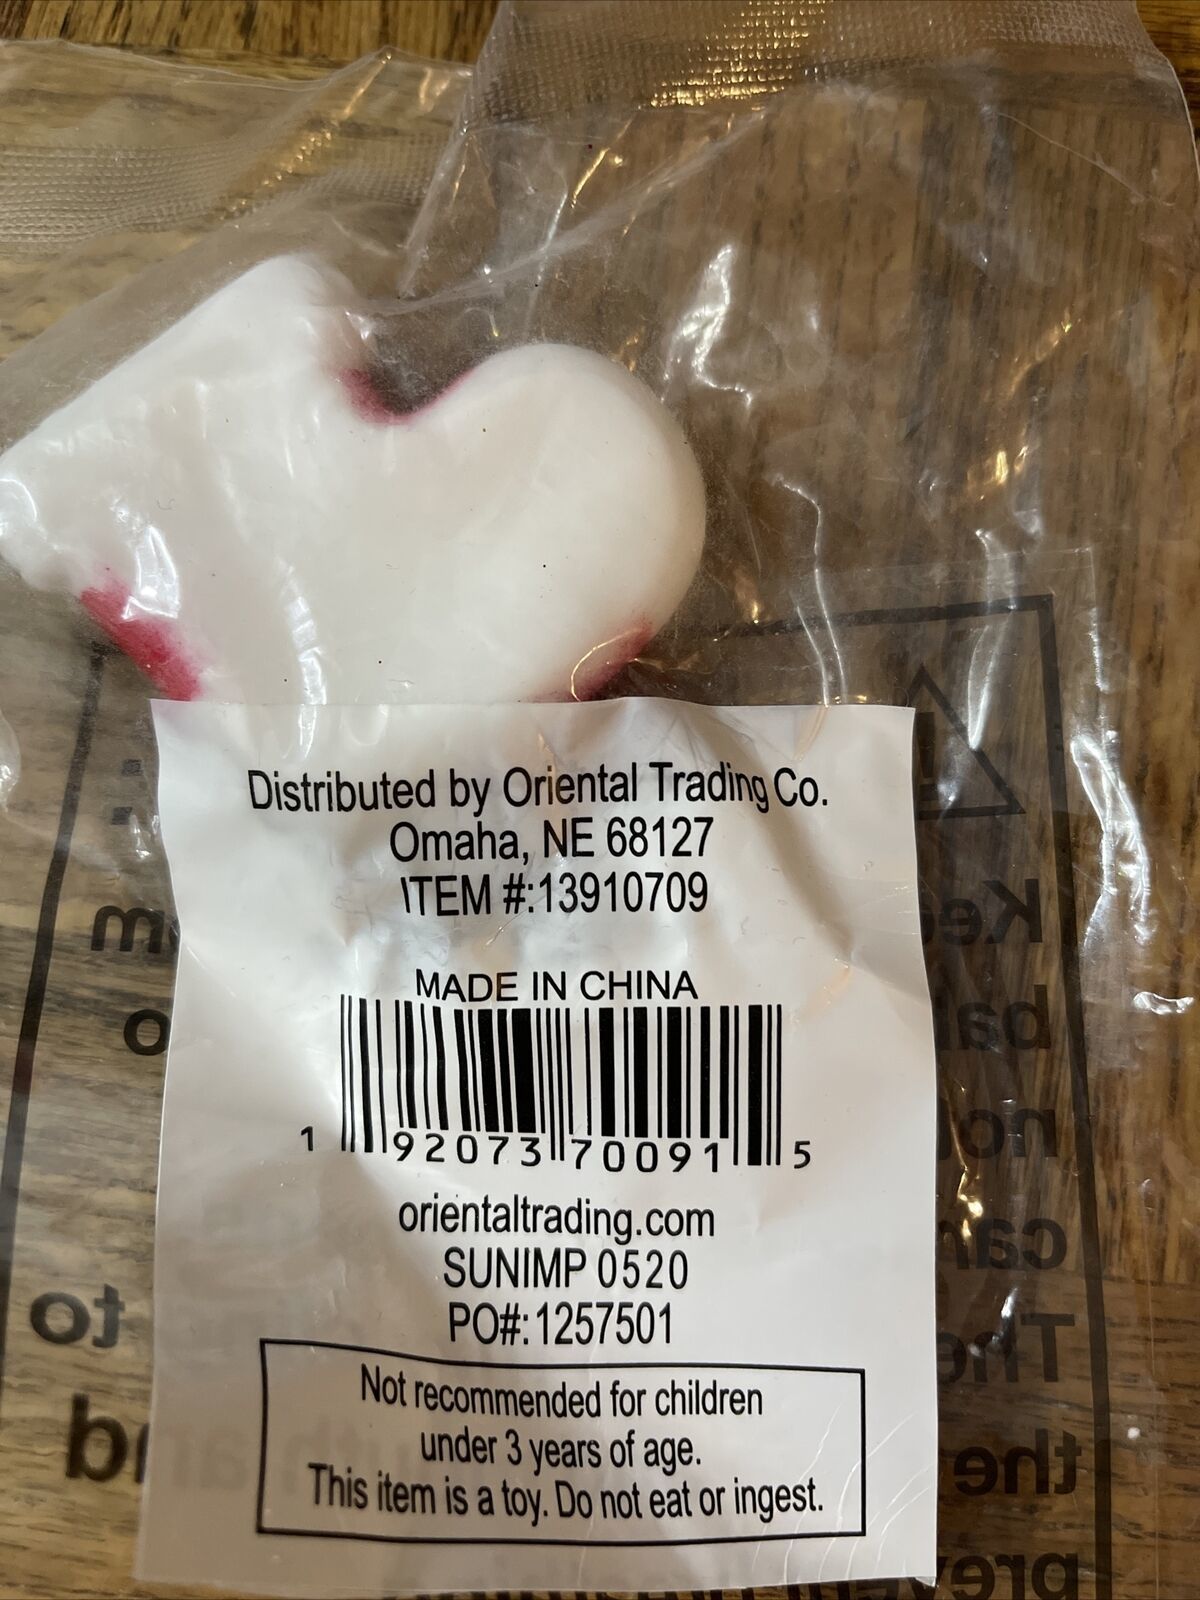 Distributed by Oriental Trading Co.
Omaha, NE 68127
ITEM #:13910709
MADE IN CHINA
1 92073 70091 5
orientaltrading.com
SUNIMP 0520
PO#:1257501
Not recommended for children
under 3 years of age.
This item is a toy. Do not eat or ingest.
to
the